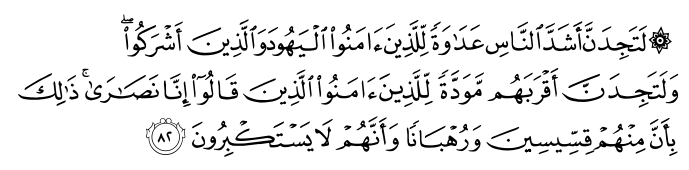 ۞ لَتَجِدَنَّ أَشَدَّ ٱلنَّاسِ عَدَٰوَةٗ لِّلَّذِينَ ءَامَنُواْ ٱلۡيَهُودَ وَٱلَّذِينَ أَشۡرَكُواْۖ
وَلَتَجِدَنَّ أَقۡرَبَهُم مَّوَدَّةٗ لِّلَّذِينَ ءَامَنُواْ ٱلَّذِينَ قَالُوٓاْ إِنَّا نَصَٰرَىٰۚ ذَٰلِكَ
بِأَنَّ مِنۡهُمۡ قِسِّيسِينَ وَرُهۡبَانٗا وَأَنَّهُمۡ لَا يَسۡتَكۡبِرُونَ ٨٢